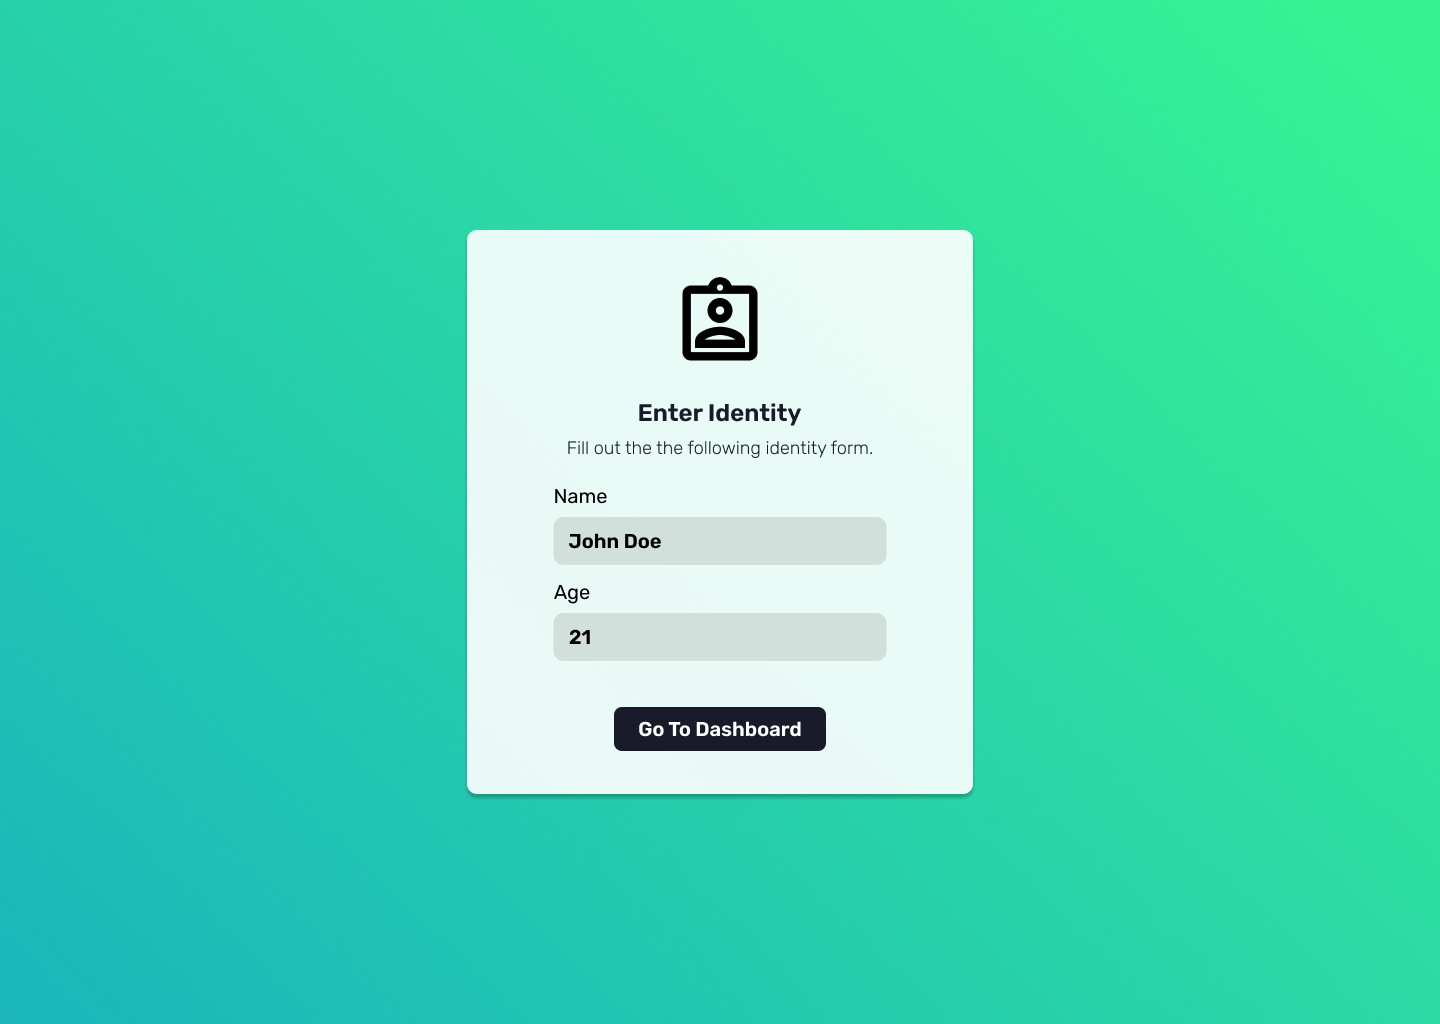 Enter Identity
Fill out the the following identity form.
Name
John Doe
Age
21
Go To Dashboard